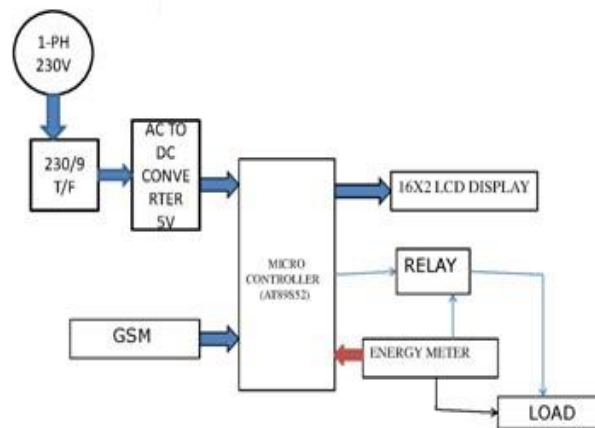 1-PH
230V
230/9
T/F
AC TO
DC
CONVE
RTER
5V
MICRO
CONTROLLER
(AT89S52)
16X2 LCD DISPLAY
RELAY
GSM
ENERGY METER
LOAD